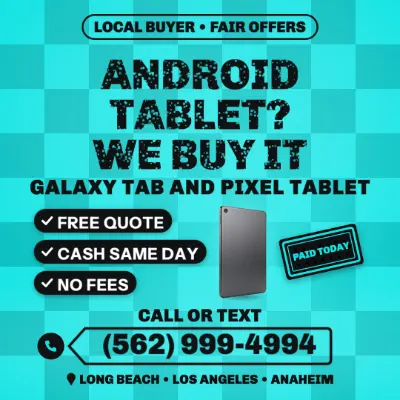 LOCAL BUYER • FAIR OFFERS
ANDROID
TABLET?
WE BUY IT
GALAXY TAB AND PIXEL TABLET
FREE QUOTE
CASH SAME DAY
NO FEES
PAID TODAY
CALL OR TEXT
(562) 999-4994
LONG BEACH • LOS ANGELES • ANAHEIM